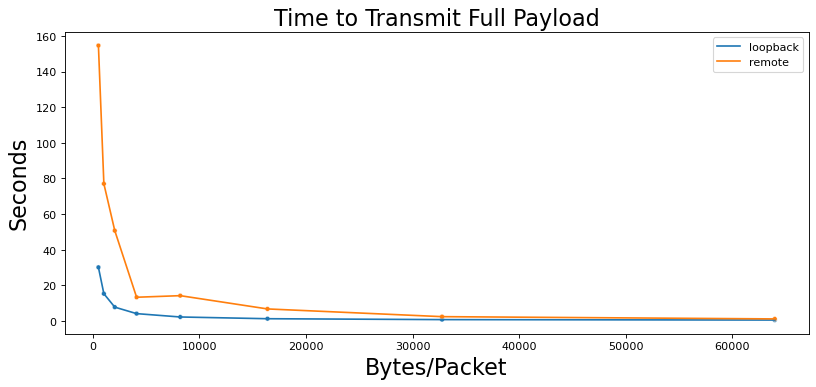 Time to Transmit Full Payload
160
140
120
100
80
60
40
20
0
Seconds
loopback
remote
0 10000 20000 30000 40000 50000 60000
Bytes/Packet